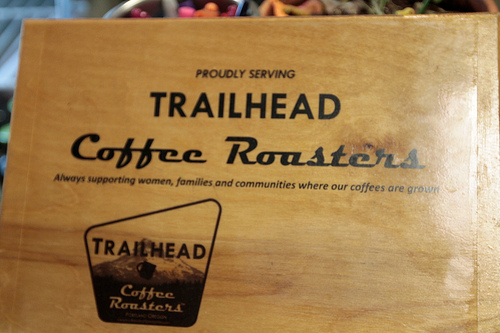 PROUDLY SERVING
TRAILHEAD
Coffee Roasters
Always supporting women, families and communities where our coffees are grown
TRAILHEAD
Coffee
Roasters